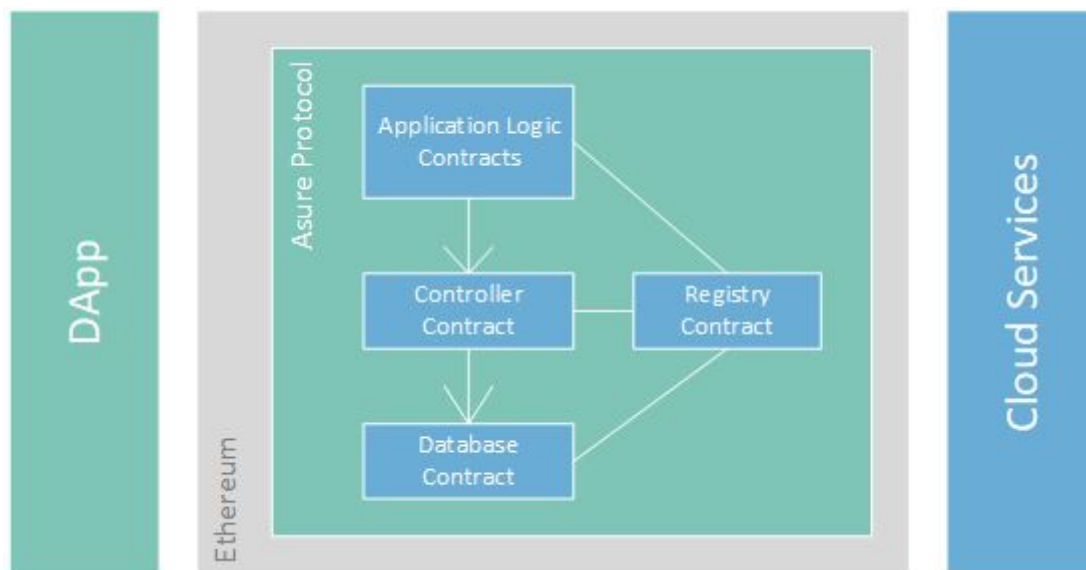 DApp
Ethereum
Asure Protocol
Application Logic
Contracts
Controller
Contract
Registry
Contract
Database
Contract
Cloud Services